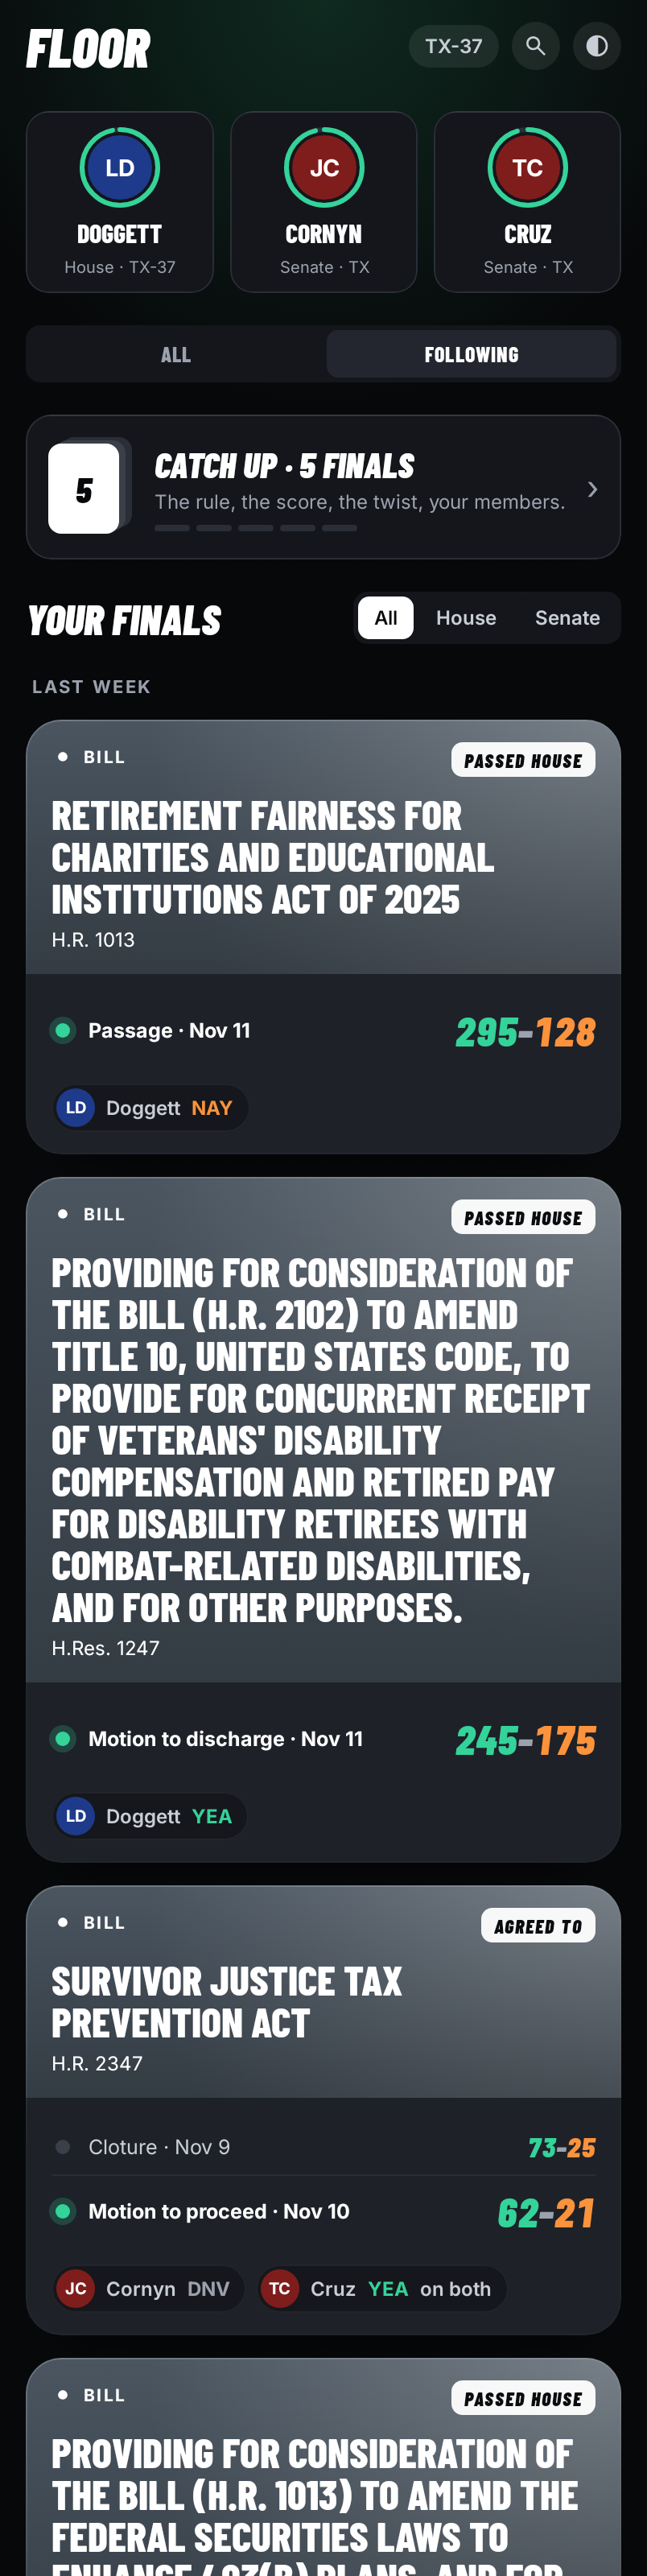 FLOOR
TX-37
LD
DOGGETT
House · TX-37
JC
CORNYN
Senate · TX
TC
CRUZ
Senate · TX
ALL
FOLLOWING
5
CATCH UP · 5 FINALS
The rule, the score, the twist, your members.
YOUR FINALS
All
House
Senate
LAST WEEK
BILL
PASSED HOUSE
RETIREMENT FAIRNESS FOR
CHARITIES AND EDUCATIONAL
INSTITUTIONS ACT OF 2025
H.R. 1013
Passage · Nov 11
295-128
LD Doggett NAY
BILL
PASSED HOUSE
PROVIDING FOR CONSIDERATION OF
THE BILL (H.R. 2102) TO AMEND
TITLE 10, UNITED STATES CODE, TO
PROVIDE FOR CONCURRENT RECEIPT
OF VETERANS' DISABILITY
COMPENSATION AND RETIRED PAY
FOR DISABILITY RETIREES WITH
COMBAT-RELATED DISABILITIES,
AND FOR OTHER PURPOSES.
H.Res. 1247
Motion to discharge · Nov 11
245-175
LD Doggett YEA
BILL
AGREED TO
SURVIVOR JUSTICE TAX
PREVENTION ACT
H.R. 2347
Cloture · Nov 9
73-25
Motion to proceed · Nov 10
62-21
JC Cornyn DNV
TC Cruz YEA on both
BILL
PASSED HOUSE
PROVIDING FOR CONSIDERATION OF
THE BILL (H.R. 1013) TO AMEND THE
FEDERAL SECURITIES LAWS TO
ENHANCE 403(B) PLANS, AND FOR